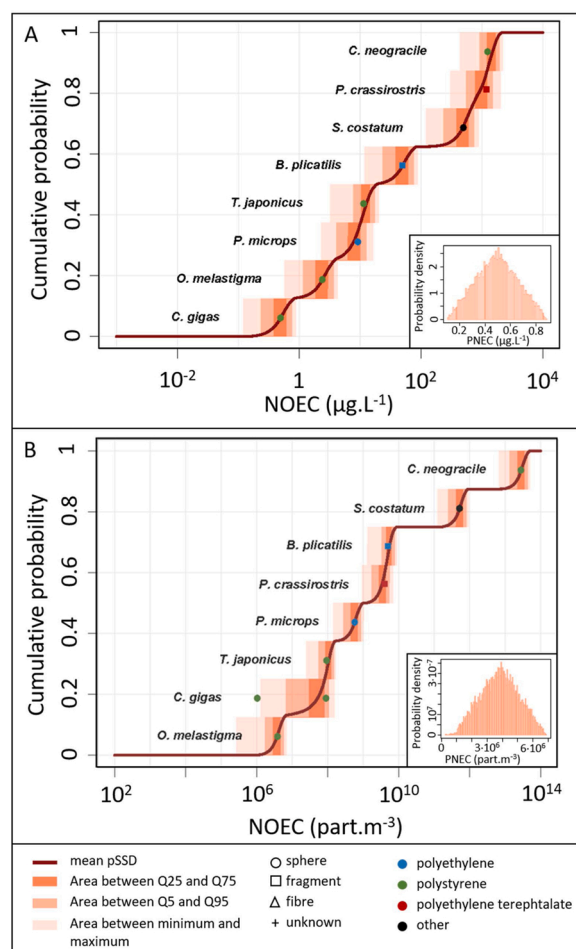 A
Cumulative probability
1
0.8
0.6
0.4
0.2
0
C. neogracile
P. crassirostris
S. costatum
B. plicatilis
T. japonicus
P. microps
O. melastigma
C. gigas
Probability density
2
1
0
0.2 0.4 0.6 0.8
PNEC (µg.L-1)
10-2 1 102 104
NOEC (µg.L-1)
B
Cumulative probability
1
0.8
0.6
0.4
0.2
0
C. neogracile
S. costatum
B. plicatilis
P. crassirostris
P. microps
T. japonicus
C. gigas
O. melastigma
Probability density
3·10-7
107
0
0 3·106 6·106
PNEC (part.m-3)
102 106 1010 1014
NOEC (part.m-3)
mean pSSD
Area between Q25 and Q75
Area between Q5 and Q95
Area between minimum and
maximum
sphere
fragment
fibre
+ unknown
polyethylene
polystyrene
polyethylene terephtalate
other